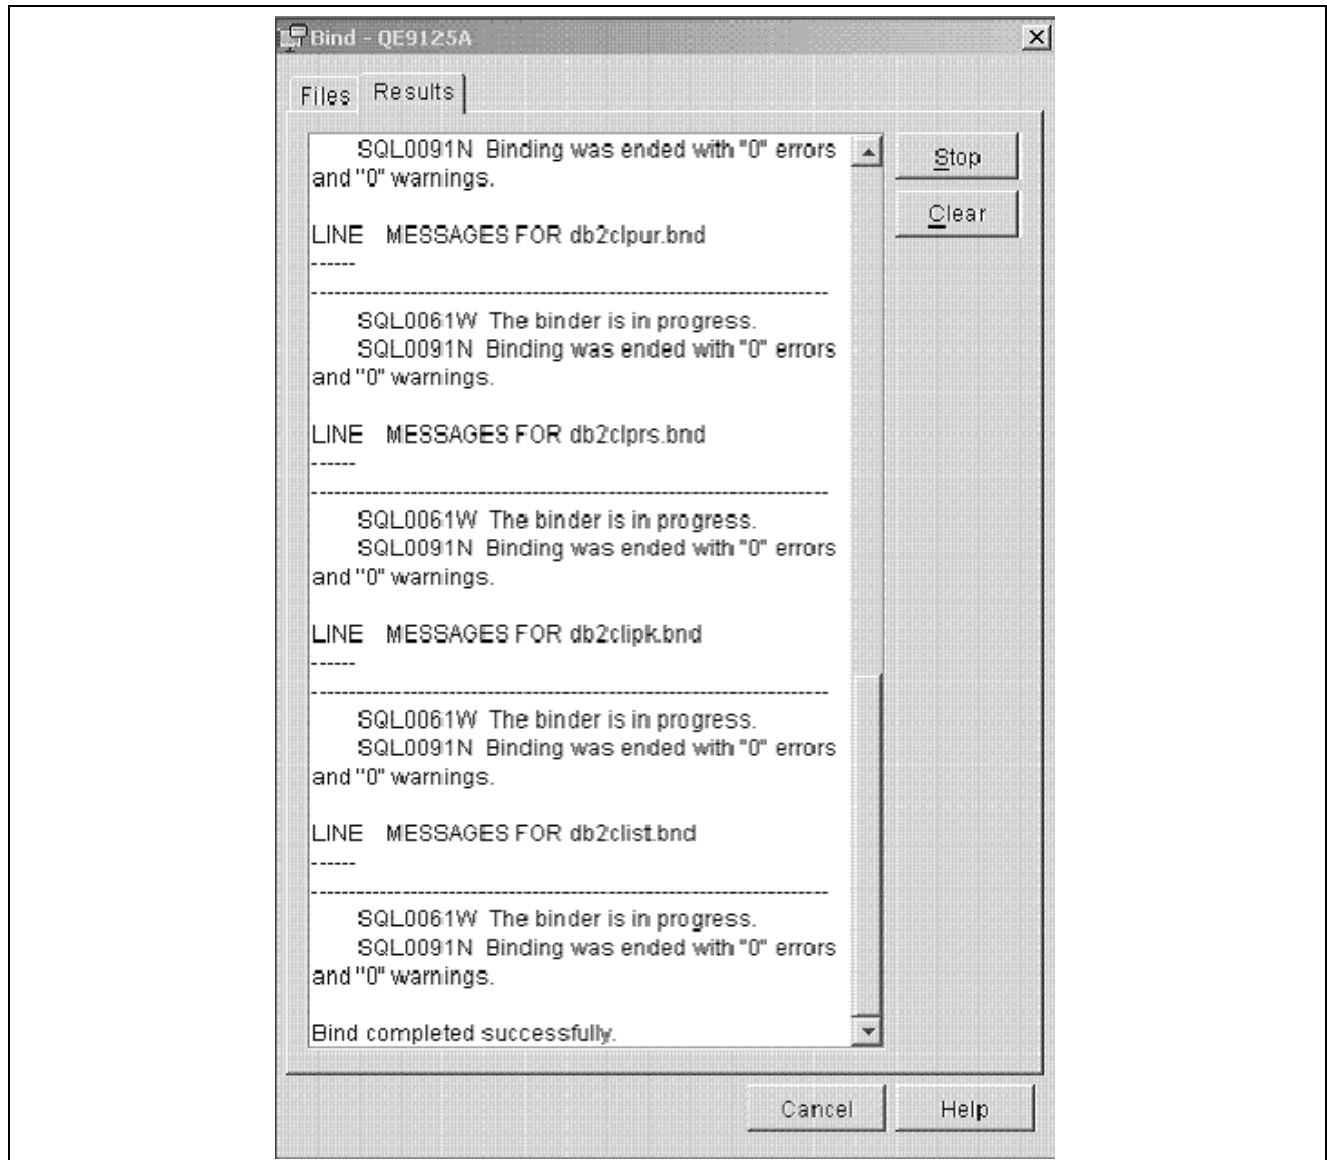 Bind - QE9125A
Files
Results
SQL0091N Binding was ended with "0" errors
and "0" warnings.
LINE MESSAGES FOR db2clpur.bnd
------
--------------------------------------------------------------------
SQL0061W The binder is in progress.
SQL0091N Binding was ended with "0" errors
and "0" warnings.
LINE MESSAGES FOR db2clprs.bnd
------
--------------------------------------------------------------------
SQL0061W The binder is in progress.
SQL0091N Binding was ended with "0" errors
and "0" warnings.
LINE MESSAGES FOR db2clipk.bnd
------
--------------------------------------------------------------------
SQL0061W The binder is in progress.
SQL0091N Binding was ended with "0" errors
and "0" warnings.
LINE MESSAGES FOR db2clist.bnd
------
--------------------------------------------------------------------
SQL0061W The binder is in progress.
SQL0091N Binding was ended with "0" errors
and "0" warnings.
Bind completed successfully.
Stop
Clear
Cancel
Help